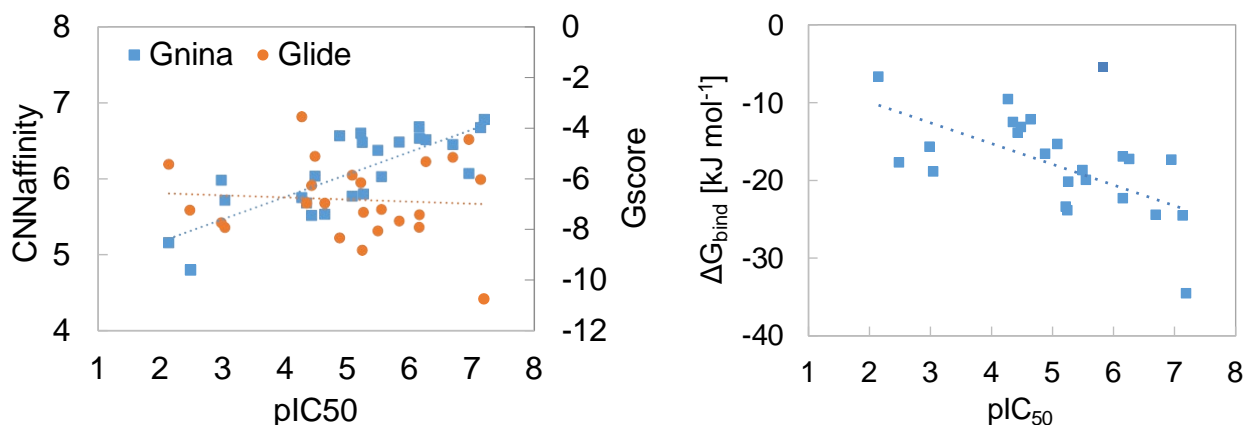 8
7
6
5
4
CNNaffinity
Gnina
Glide
0
-2
-4
-6
-8
-10
-12
Gscore
1 2 3 4 5 6 7 8
pIC50
0
-10
-20
-30
-40
ΔG_bind [kJ mol⁻¹]
1 2 3 4 5 6 7 8
pIC₅₀